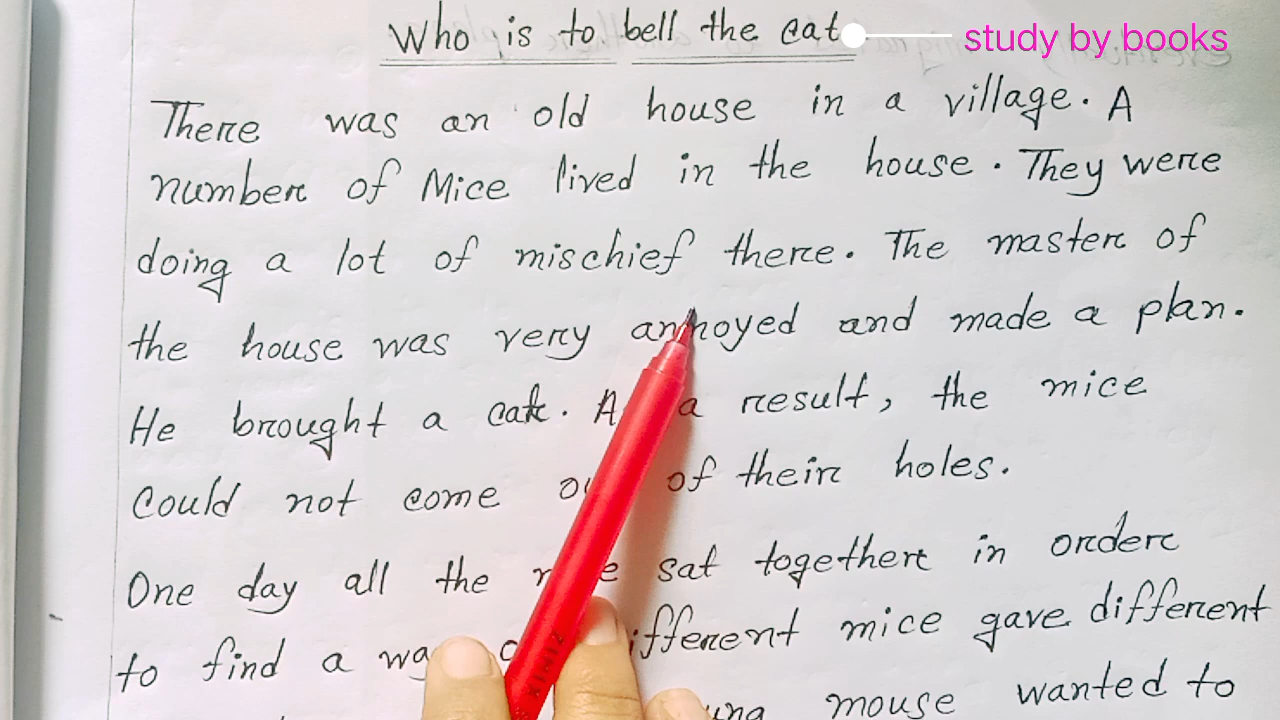 Who is to bell the cat
study by books
There was an old house in a village. A
number of Mice lived in the house. They were
doing a lot of mischief there. The master of
the house was very annoyed and made a plan.
He brought a cat. A a result, the mice
could not come of their holes.
One day all the sat together in order
to find a different mice gave different
mouse wanted to